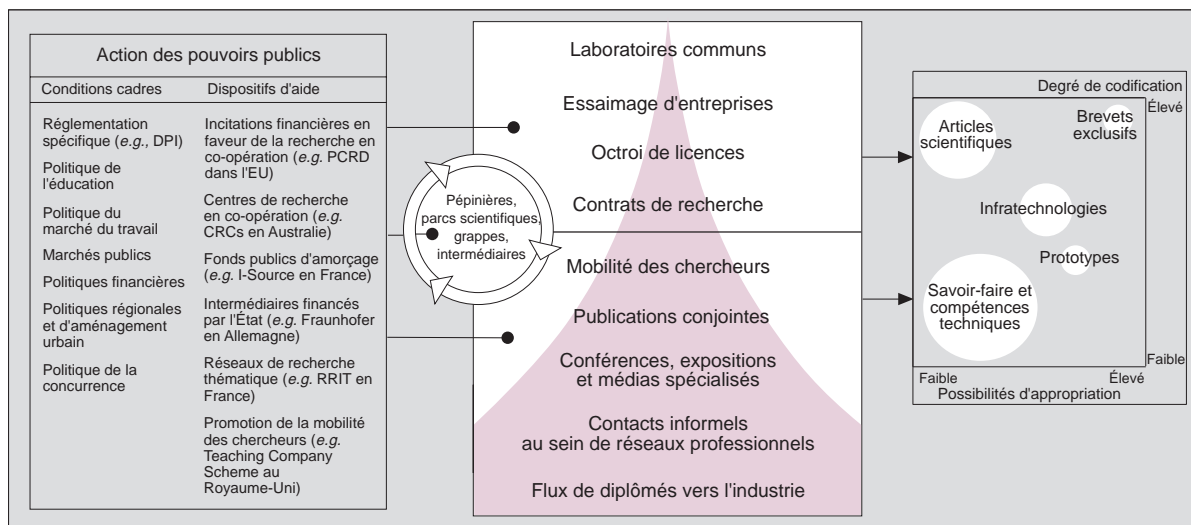 Action des pouvoirs publics
Conditions cadres
Réglementation
spécifique (e.g., DPI)
Politique de
l'éducation
Politique du
marché du travail
Marchés publics
Politiques financières
Politiques régionales
et d'aménagement
urbain
Politique de la
concurrence
Dispositifs d'aide
Incitations financières en
faveur de la recherche en
co-opération (e.g. PCRD
dans l'EU)
Centres de recherche
en co-opération (e.g.
CRCs en Australie)
Fonds publics d'amorçage
(e.g. I-Source en France)
Intermédiaires financés
par l'État (e.g. Fraunhofer
en Allemagne)
Réseaux de recherche
thématique (e.g. RRIT en
France)
Promotion de la mobilité
des chercheurs (e.g.
Teaching Company
Scheme au
Royaume-Uni)
Pépinières,
parcs scientifiques,
grappes,
intermédiaires
Laboratoires communs
Essaimage d'entreprises
Octroi de licences
Contrats de recherche
Mobilité des chercheurs
Publications conjointes
Conférences, expositions
et médias spécialisés
Contacts informels
au sein de réseaux professionnels
Flux de diplômés vers l'industrie
Degré de codification
Élevé
Articles
scientifiques
Brevets
exclusifs
Infratechnologies
Prototypes
Savoir-faire et
compétences
techniques
Faible
Faible
Élevé
Possibilités d'appropriation